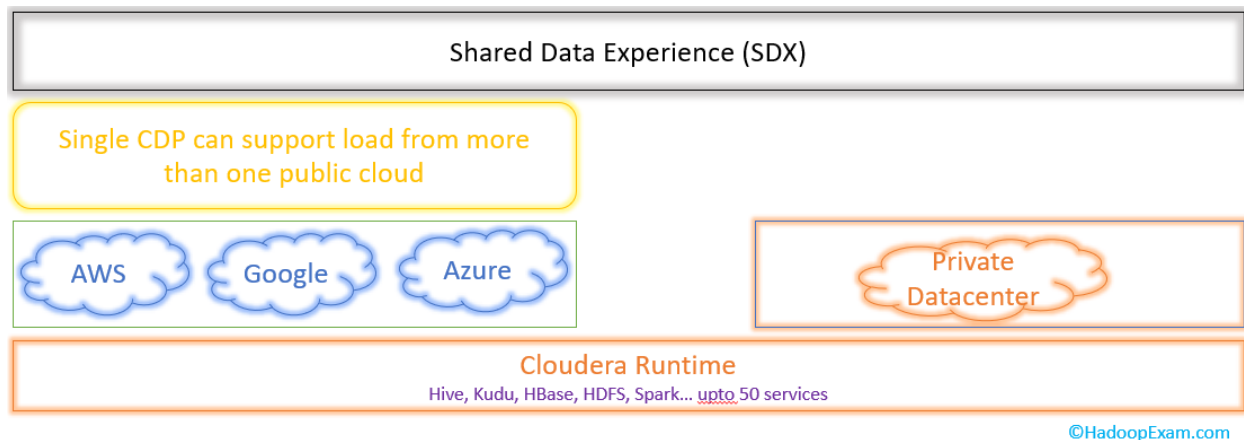 Shared Data Experience (SDX)
Single CDP can support load from more
than one public cloud
AWS
Google
Azure
Private
Datacenter
Cloudera Runtime
Hive, Kudu, HBase, HDFS, Spark... upto 50 services
©HadoopExam.com